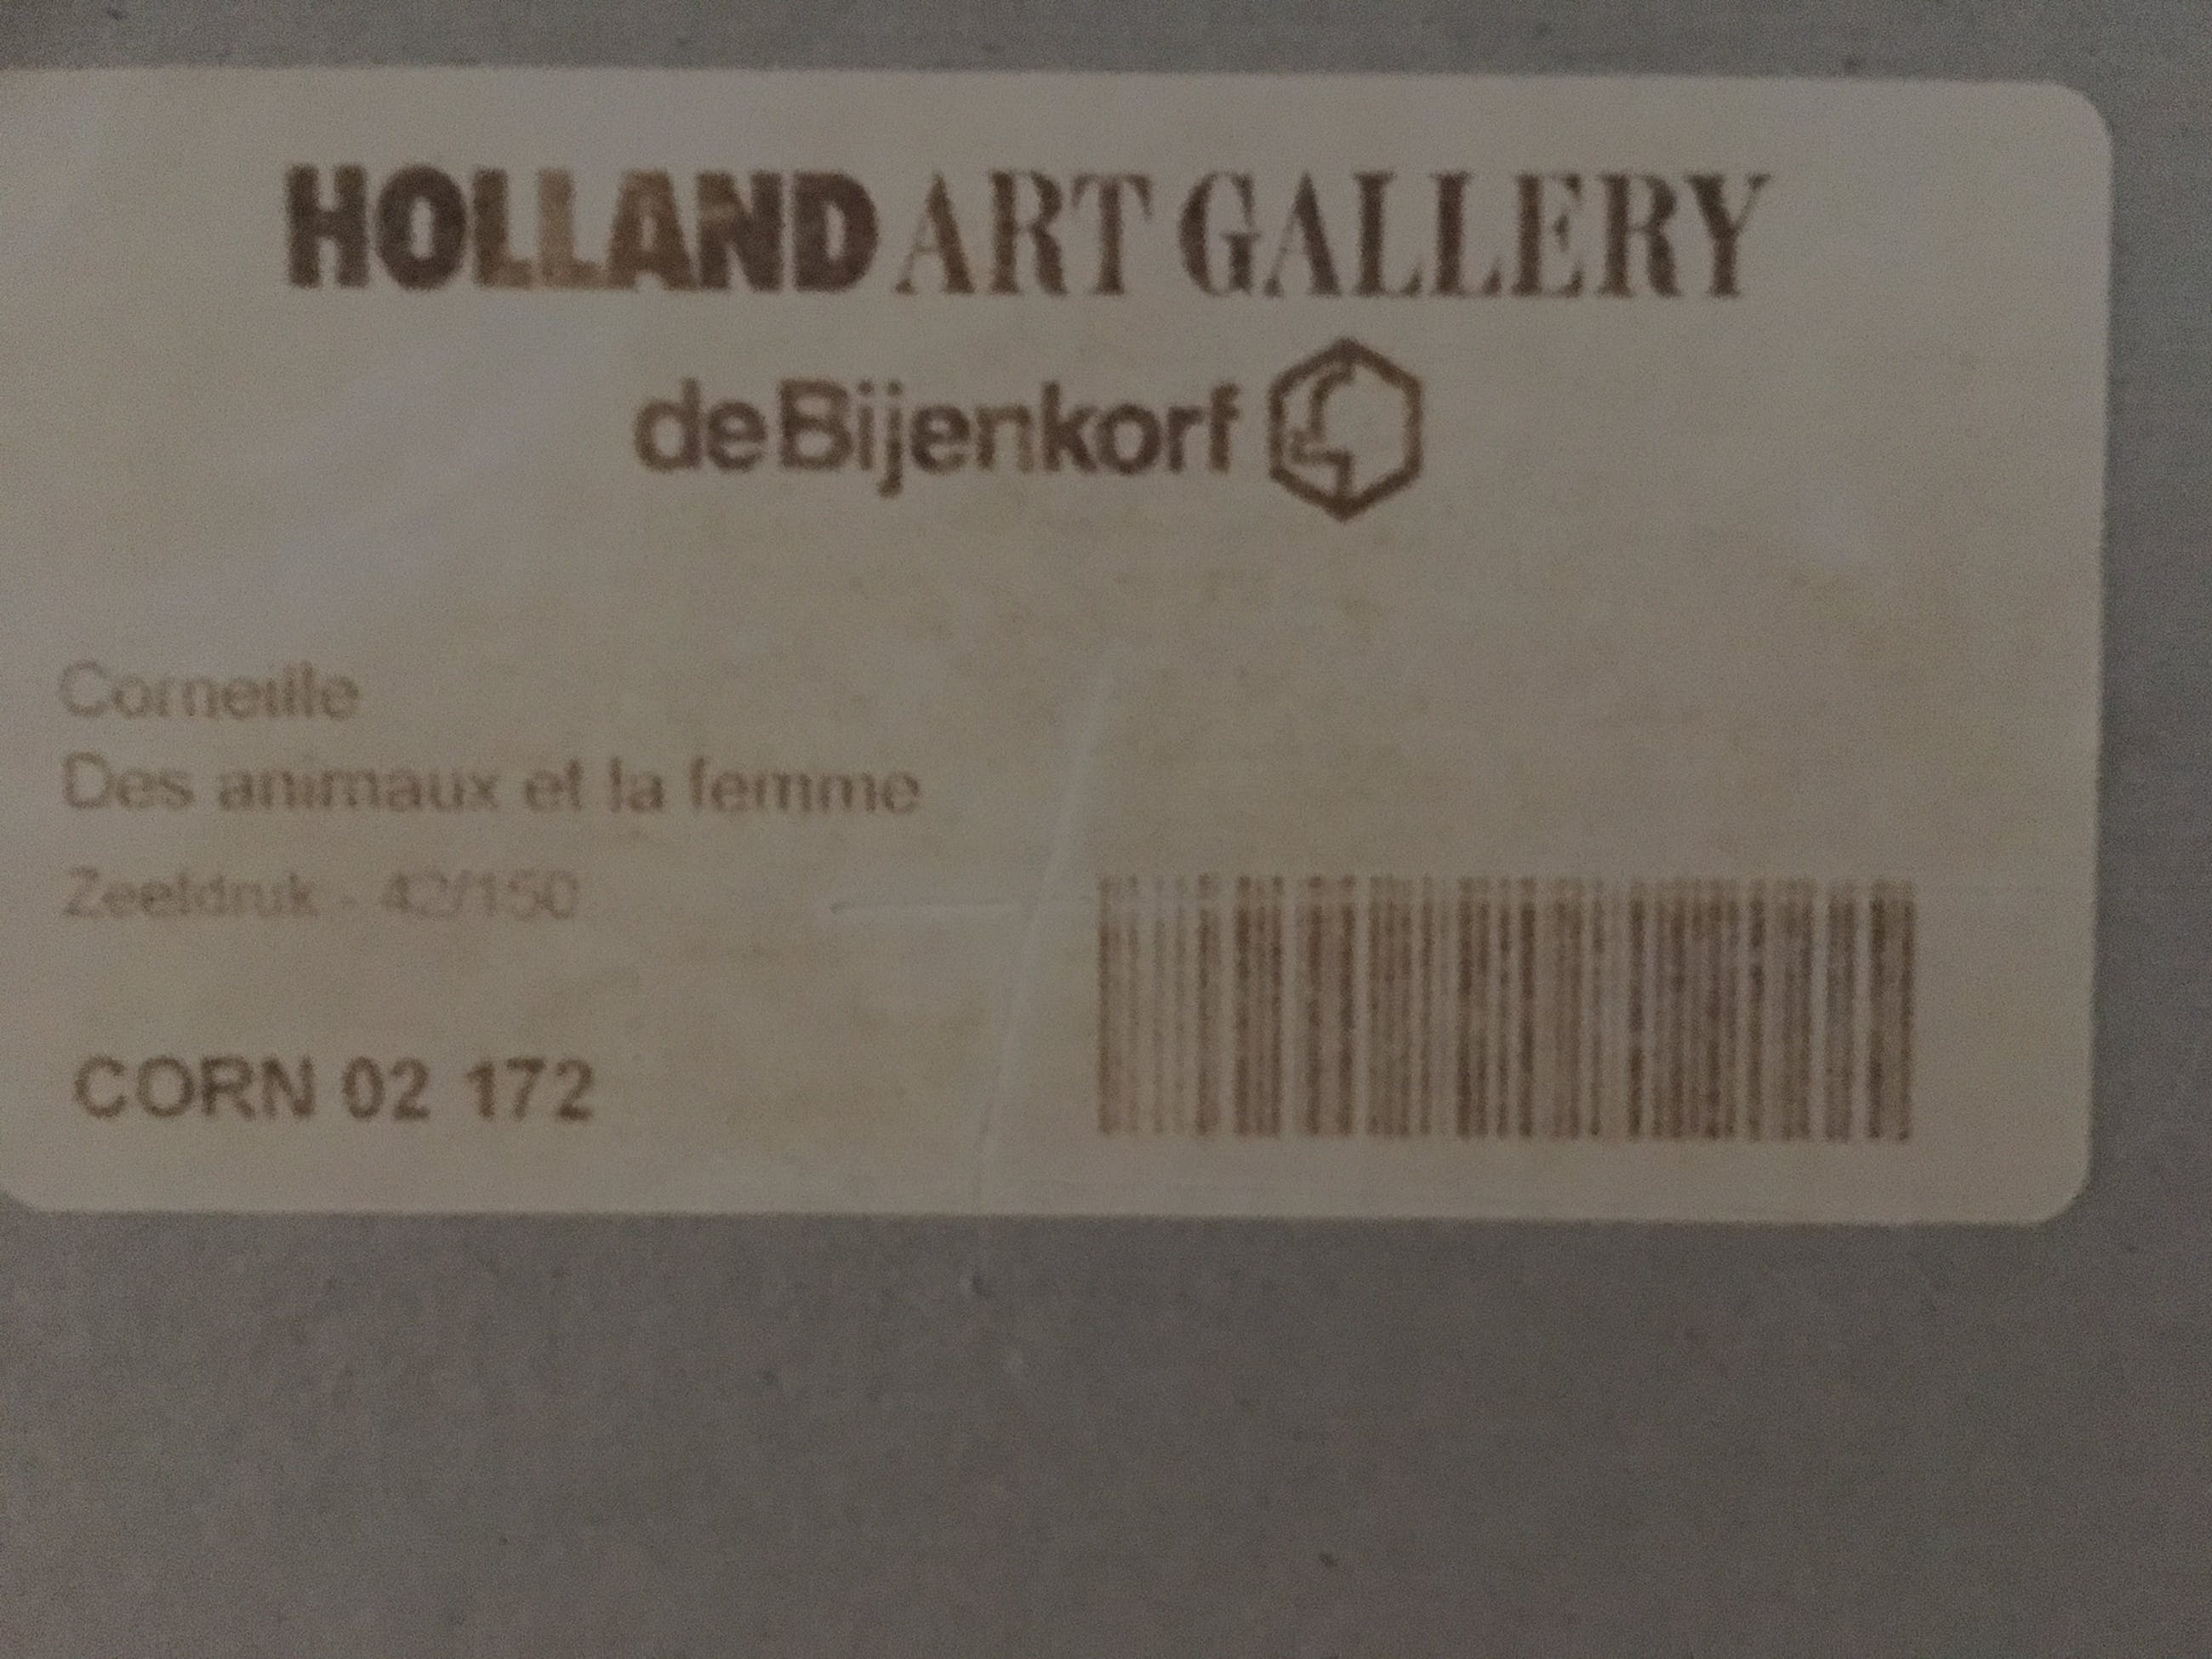 HOLLAND ART GALLERY
deBijenkorf
Corneille
Des animaux et la femme
Zeefdruk - 42/150
CORN 02 172